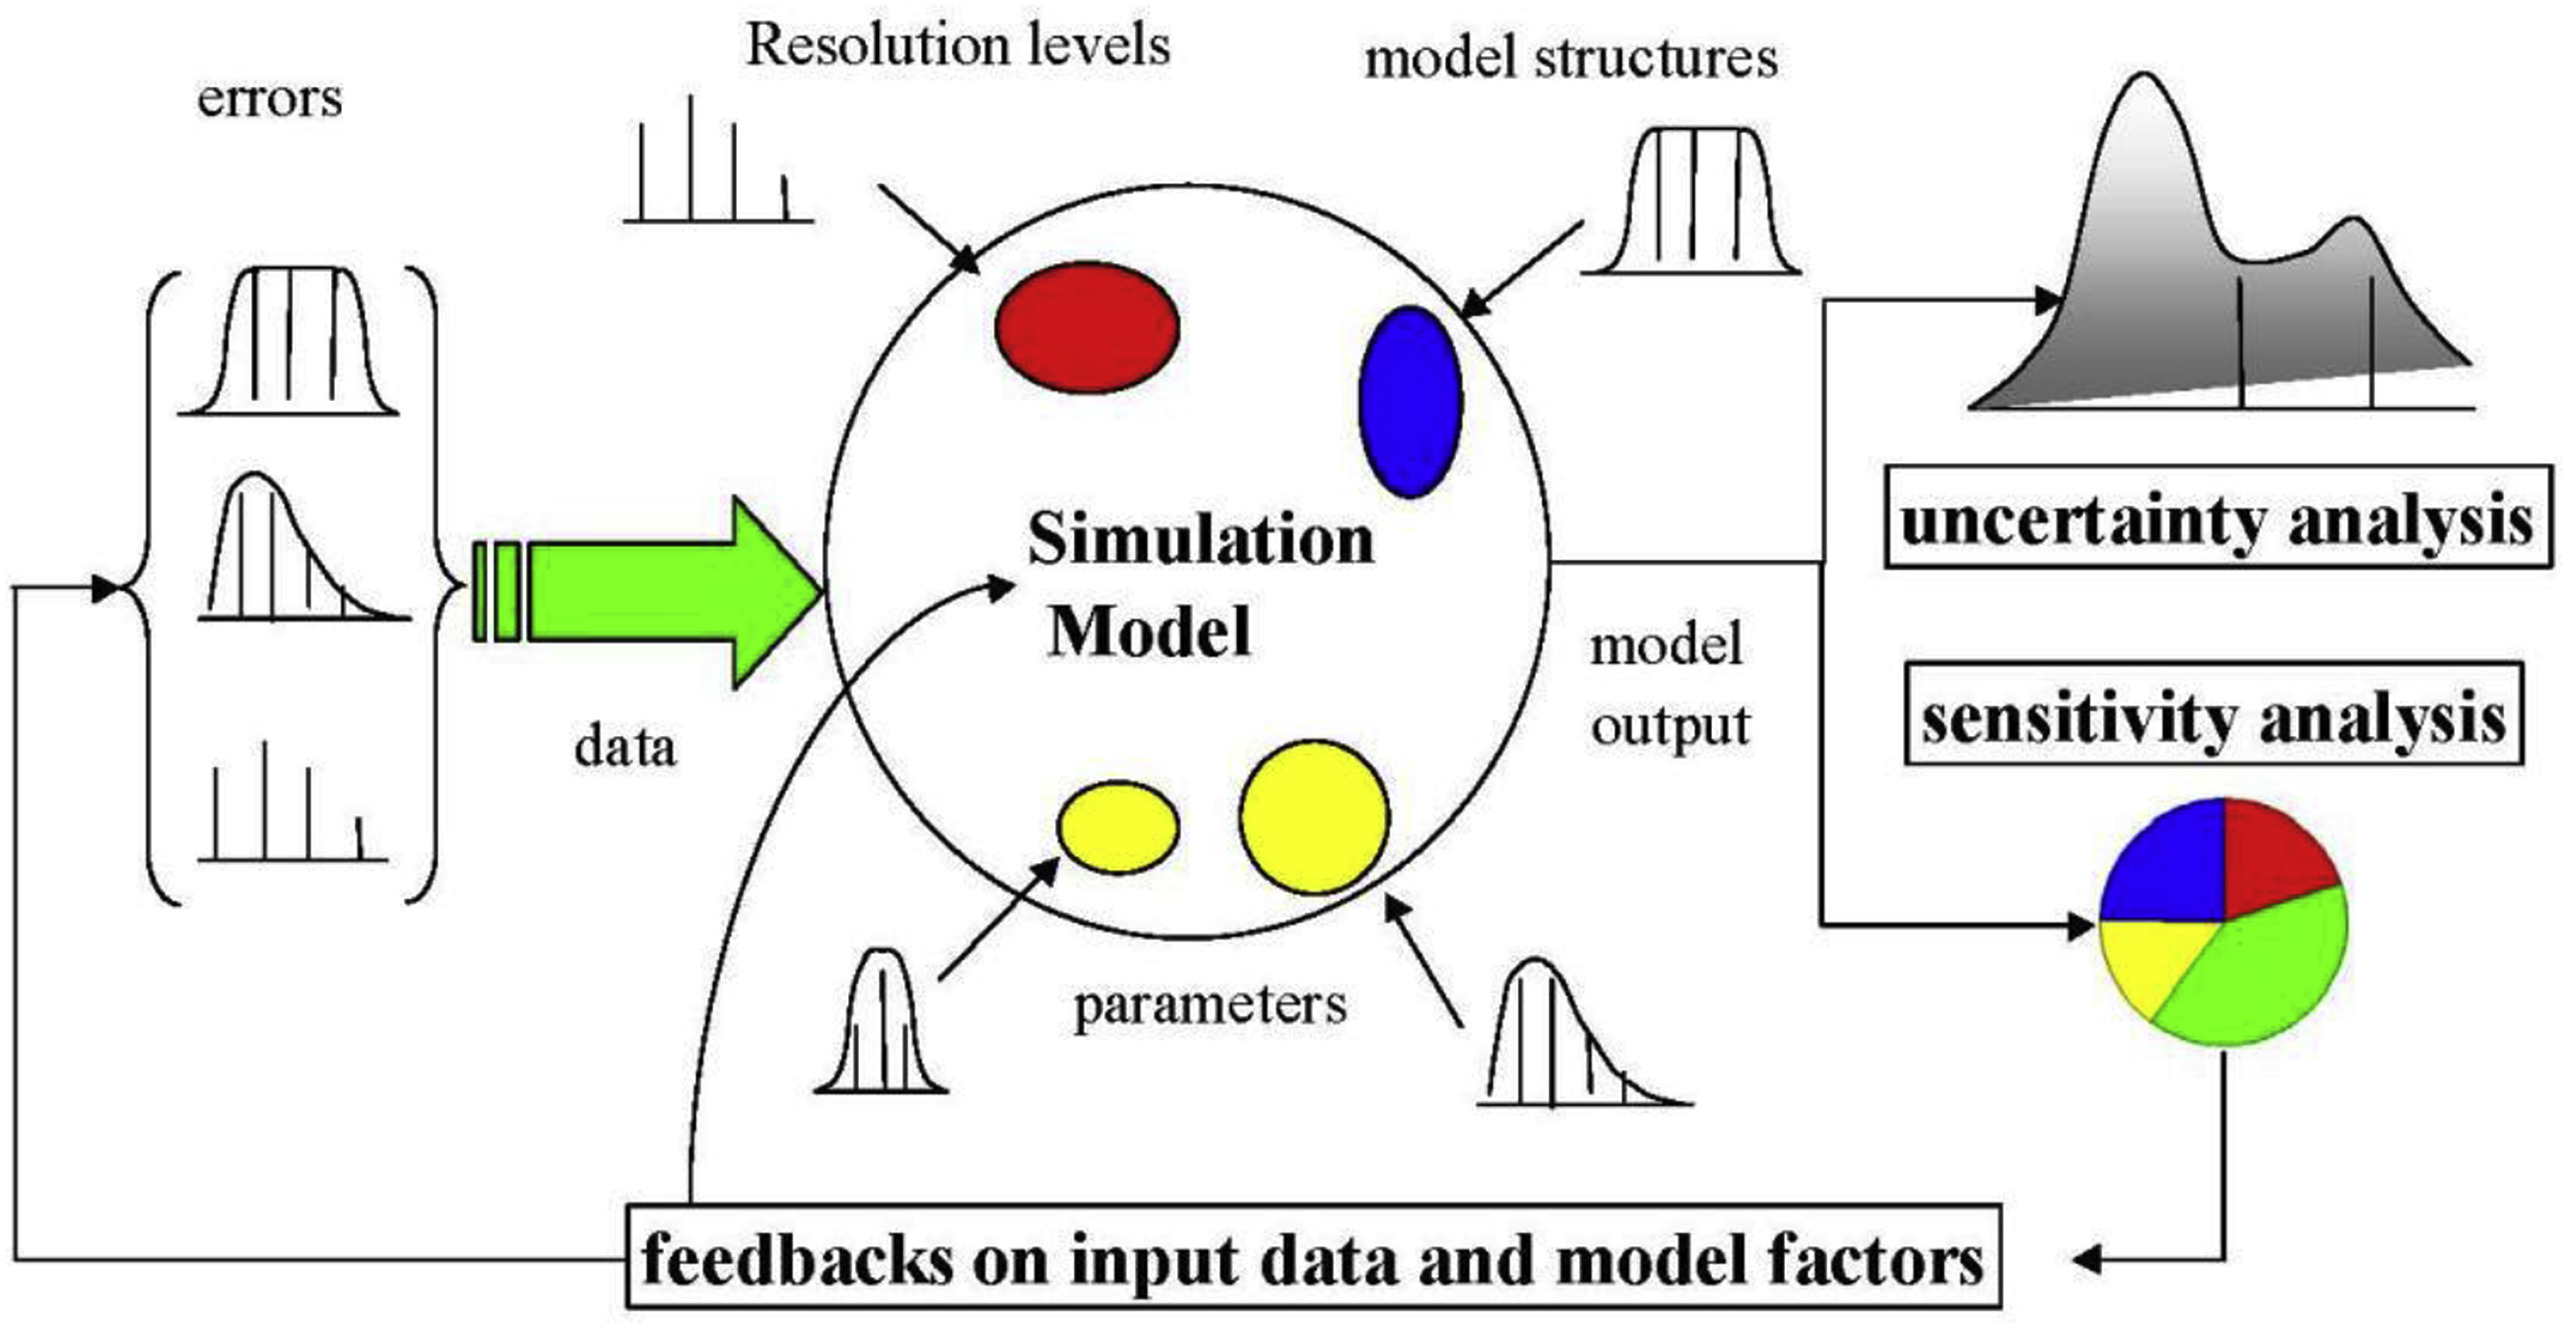 Resolution levels
model structures
errors
uncertainty analysis
Simulation
Model
model
output
sensitivity analysis
data
parameters
feedbacks on input data and model factors